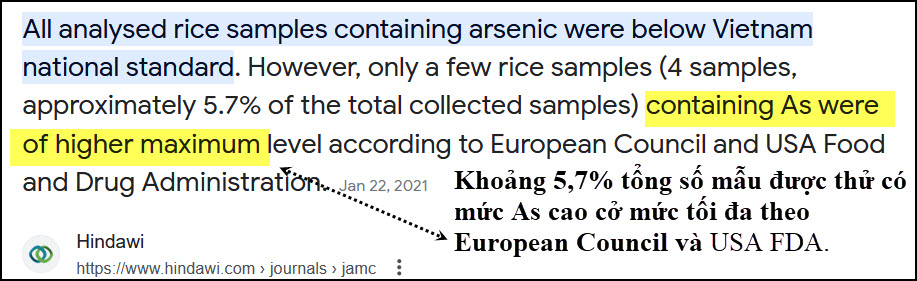 All analysed rice samples containing arsenic were below Vietnam
national standard. However, only a few rice samples (4 samples,
approximately 5.7% of the total collected samples) containing As were
of higher maximum level according to European Council and USA Food
and Drug Administration. Jan 22, 2021
Khoảng 5,7% tổng số mẫu được thử có
mức As cao cở mức tối đa theo
European Council và USA FDA.
Hindawi
https://www.hindawi.com › journals › jamc